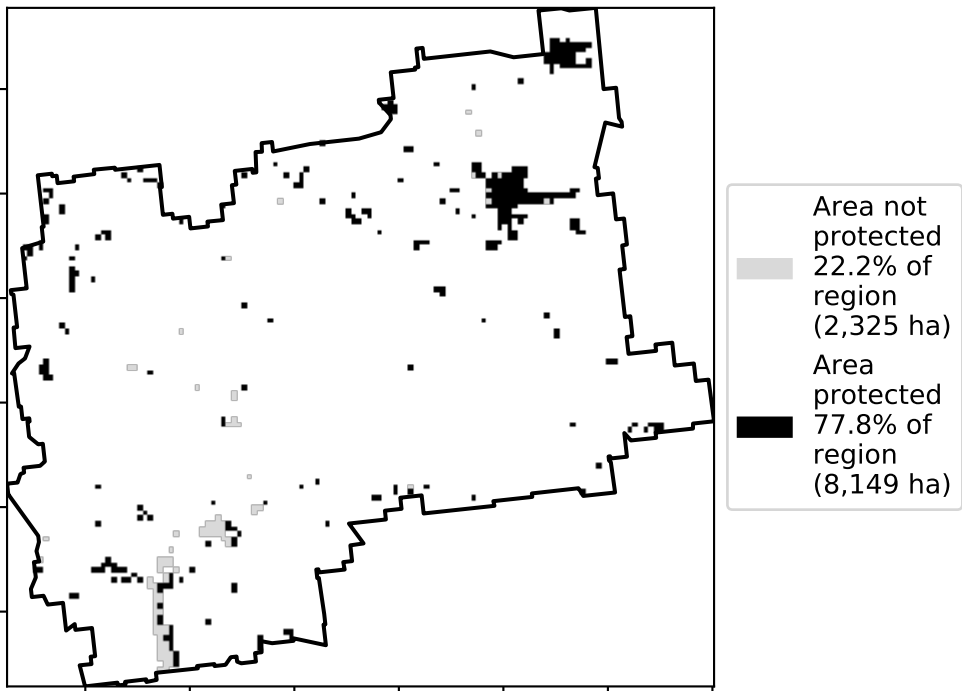 Area not
protected
22.2% of
region
(2,325 ha)
Area
protected
77.8% of
region
(8,149 ha)